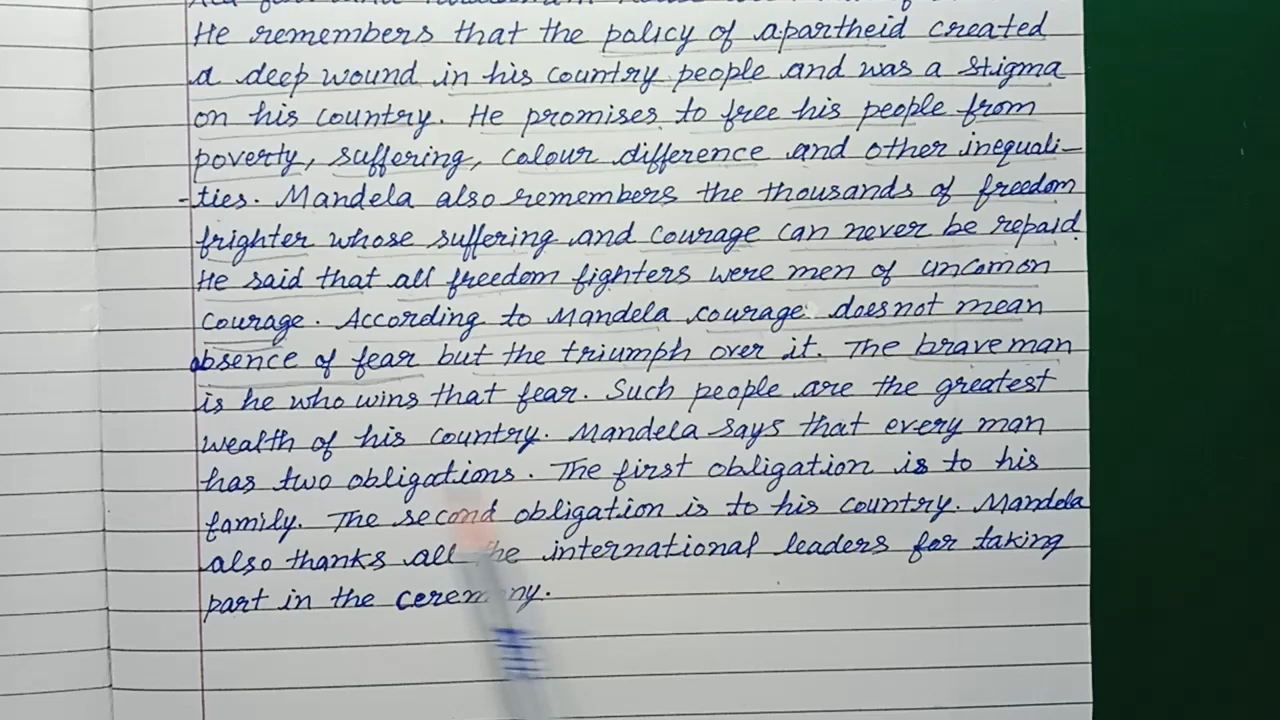 He remembers that the policy of apartheid created
a deep wound in his country people and was a stigma
on his country. He promises to free his people from
poverty, suffering, colour difference and other inequali-
-ties. Mandela also remembers the thousands of freedom
frighter whose suffering and courage can never be repaid.
He said that all freedom fighters were men of uncomon
courage. According to Mandela courage does not mean
absence of fear but the triumph over it. The brave man
is he who wins that fear. Such people are the greatest
wealth of his country. Mandela says that every man
has two obligations. The first obligation is to his
family. The second obligation is to his country. Mandela
also thanks all the international leaders for taking
part in the ceremony.